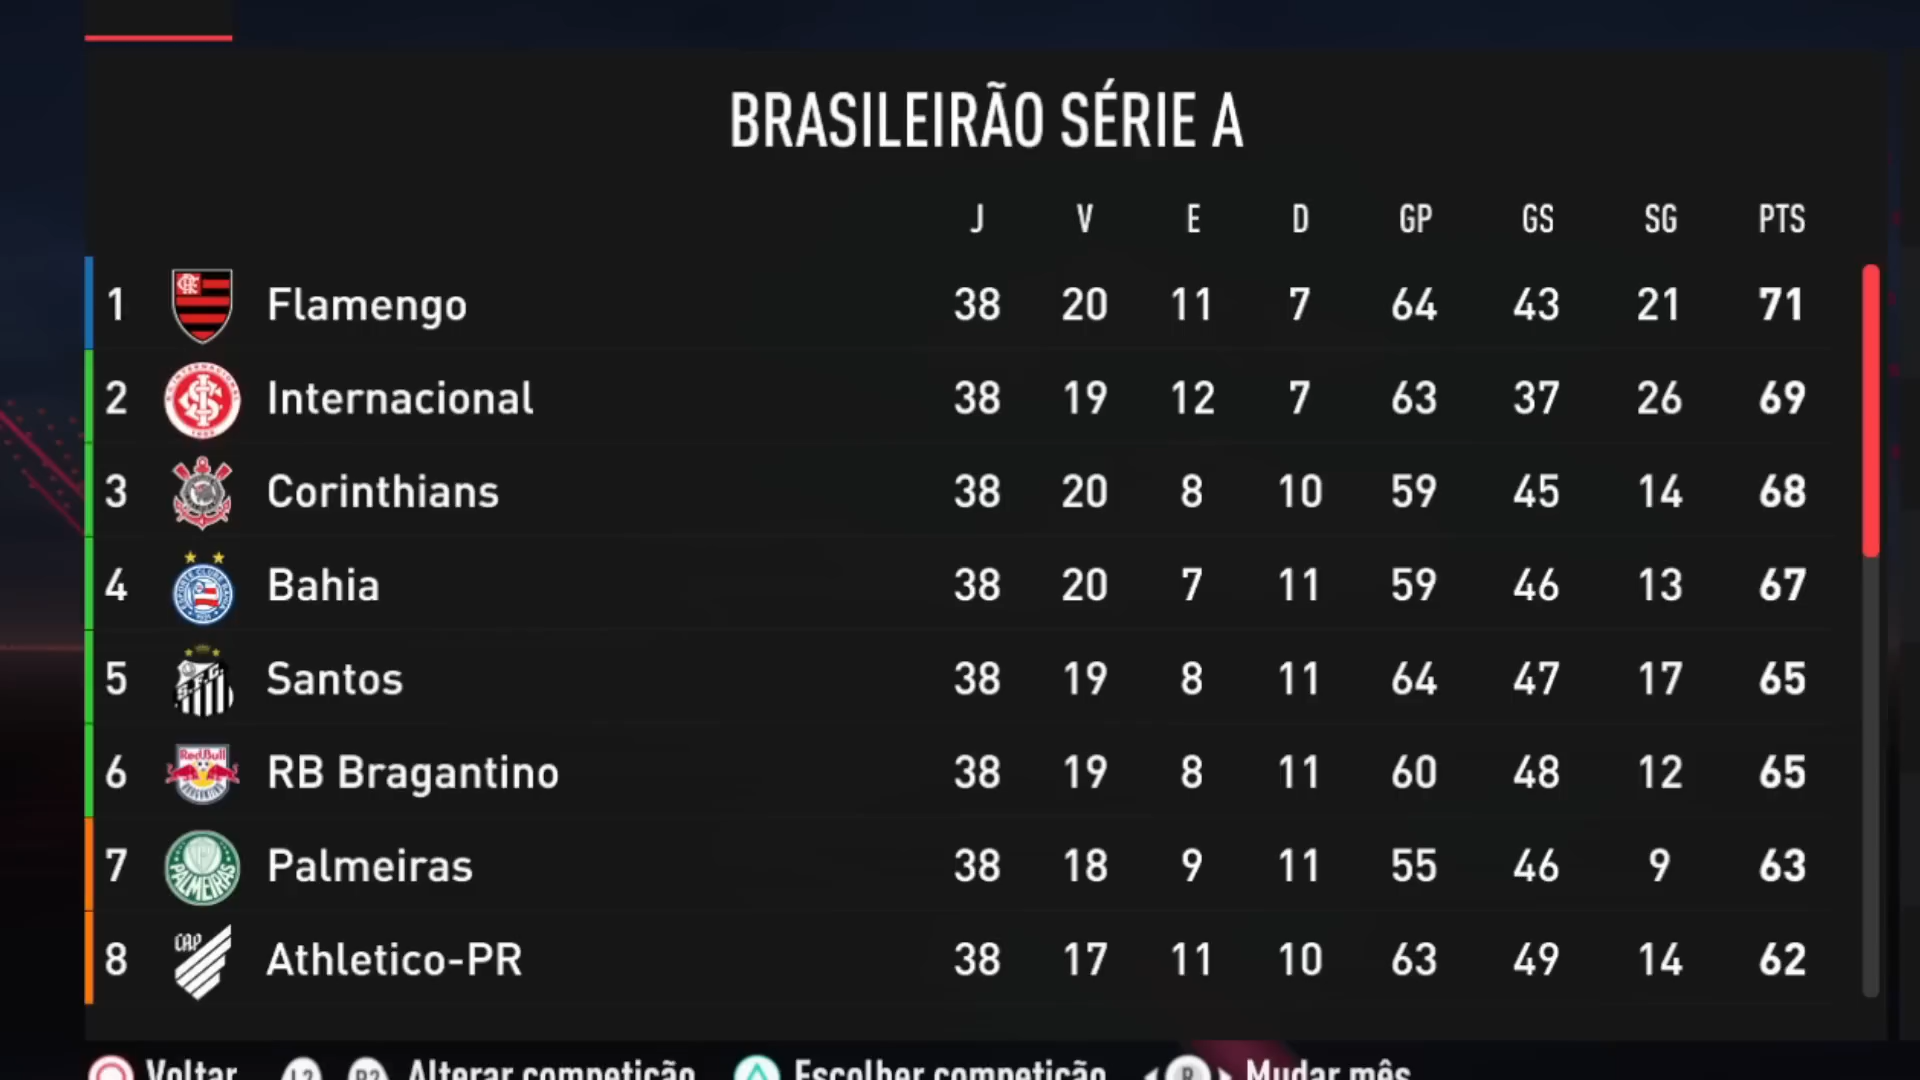 BRASILEIRÃO SÉRIE A
J V E D GP GS SG PTS
1 Flamengo 38 20 11 7 64 43 21 71
2 Internacional 38 19 12 7 63 37 26 69
3 Corinthians 38 20 8 10 59 45 14 68
4 Bahia 38 20 7 11 59 46 13 67
5 Santos 38 19 8 11 64 47 17 65
6 RB Bragantino 38 19 8 11 60 48 12 65
7 Palmeiras 38 18 9 11 55 46 9 63
8 Athletico-PR 38 17 11 10 63 49 14 62
Voltar L2 R2 Alterar competição Escolher competição R Mudar mês